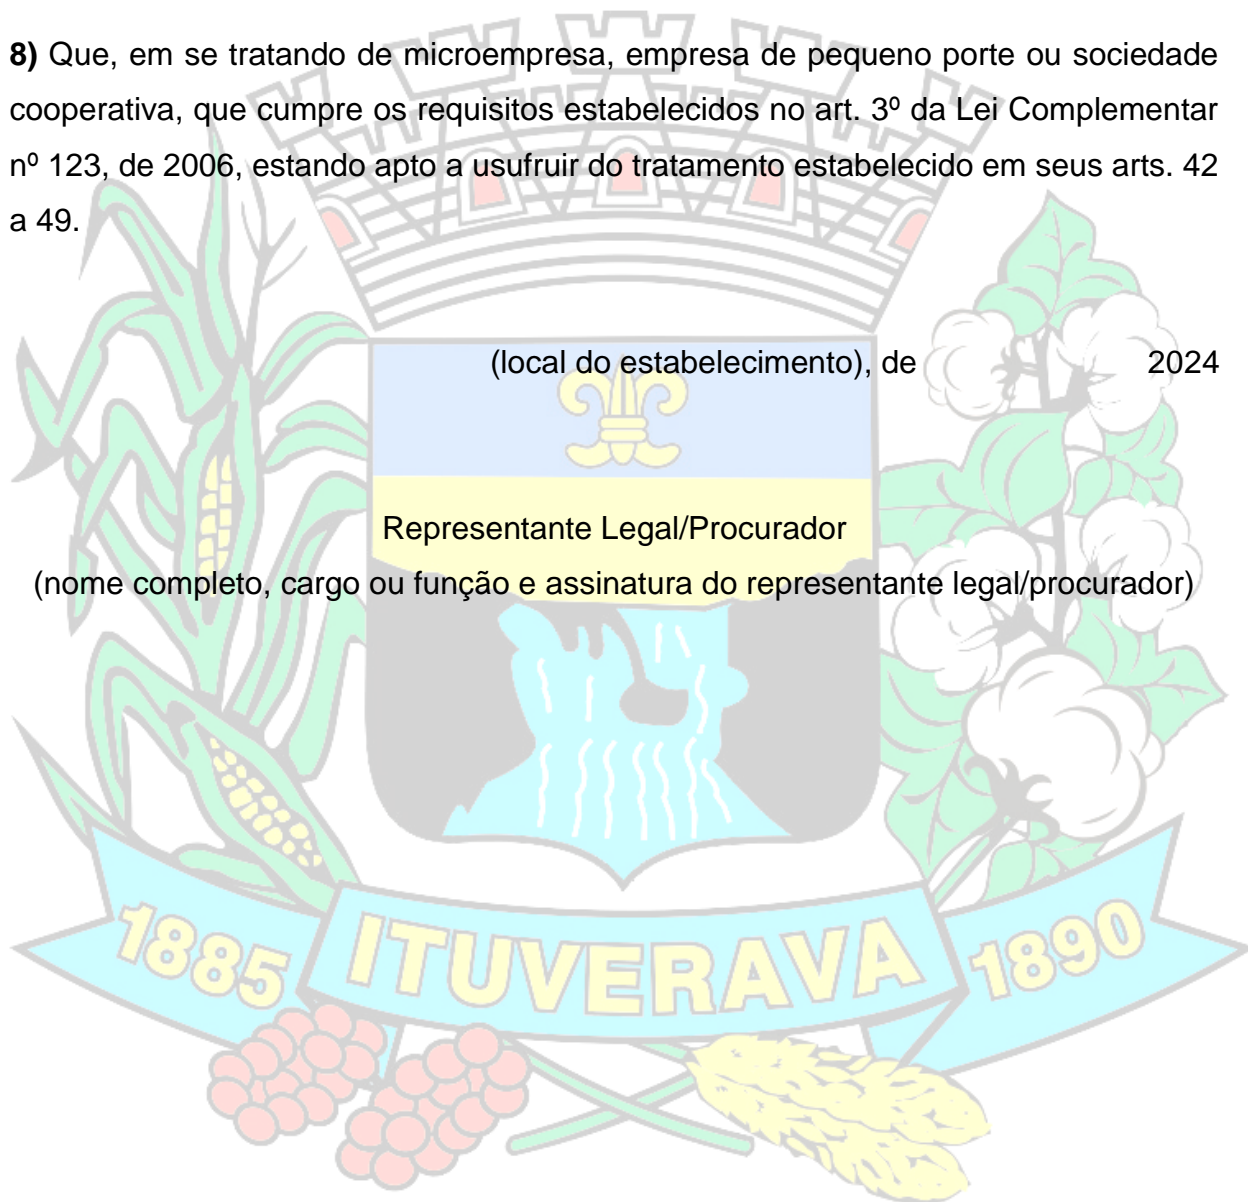 8) Que, em se tratando de microempresa, empresa de pequeno porte ou sociedade
cooperativa, que cumpre os requisitos estabelecidos no art. 3º da Lei Complementar
nº 123, de 2006, estando apto a usufruir do tratamento estabelecido em seus arts. 42
a 49.
(local do estabelecimento), de 2024
Representante Legal/Procurador
(nome completo, cargo ou função e assinatura do representante legal/procurador)
1885 ITUVERAVA 1890